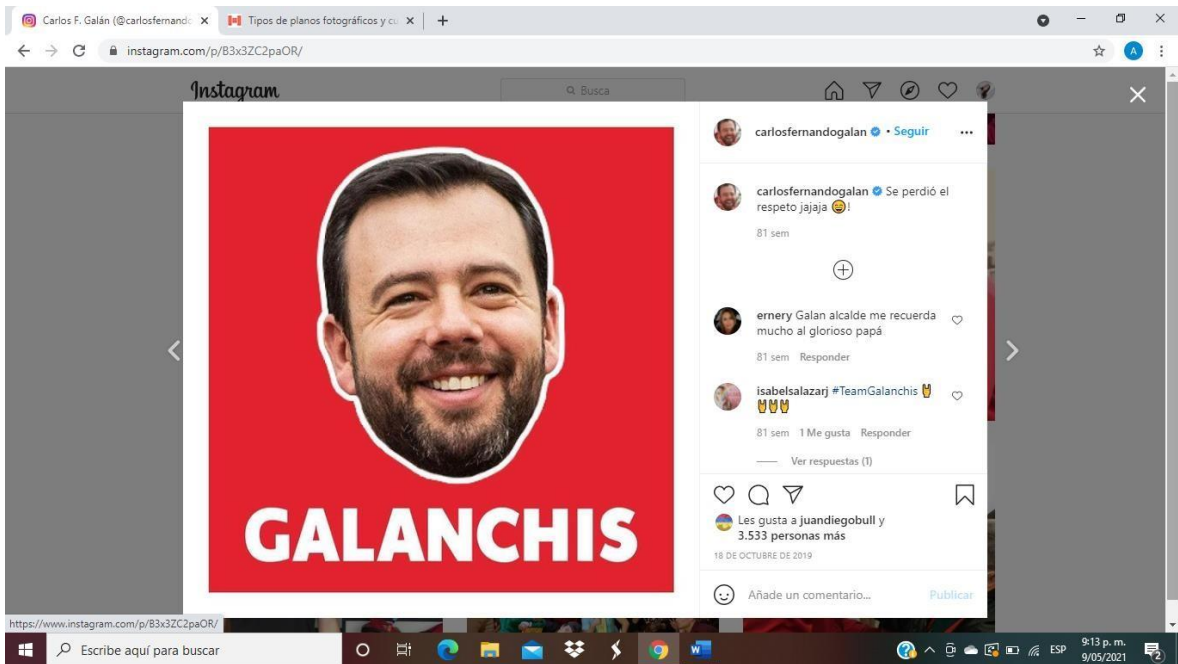 Carlos F. Galán (@carlosfernando
Tipos de planos fotográficos y cu
instagram.com/p/B3x3ZC2paOR/
A
Instagram
Busca
GALANCHIS
carlosfernandogalan • Seguir
carlosfernandogalan Se perdió el
respeto jajaja 😄!
81 sem
ernery Galan alcalde me recuerda
mucho al glorioso papá
81 sem Responder
isabelsalazarj #TeamGalanchis 🤘
🤘🤘🤘
81 sem 1 Me gusta Responder
Ver respuestas (1)
Les gusta a juandiegobull y
3.533 personas más
18 DE OCTUBRE DE 2019
Añade un comentario... Publicar
https://www.instagram.com/p/B3x3ZC2paOR/
Escribe aquí para buscar
ESP
9:13 p. m.
9/05/2021
2